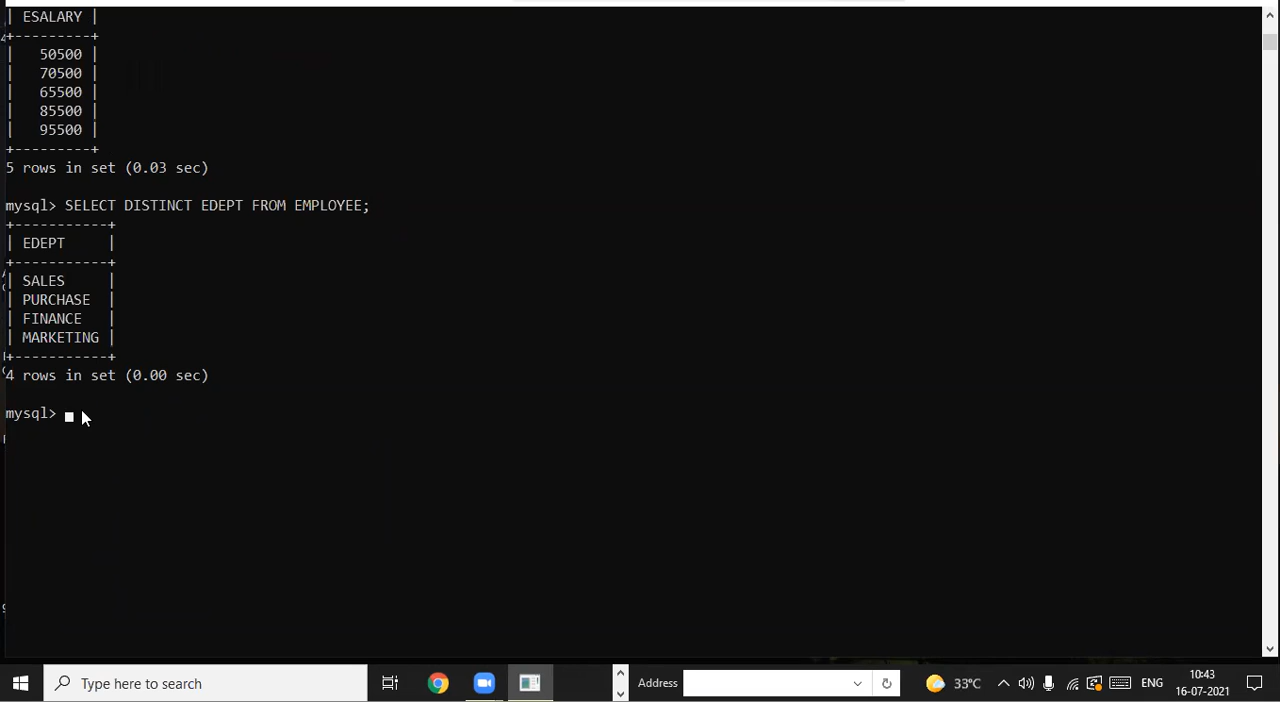 | ESALARY |
+---------+
|   50500 |
|   70500 |
|   65500 |
|   85500 |
|   95500 |
+---------+
5 rows in set (0.03 sec)
mysql> SELECT DISTINCT EDEPT FROM EMPLOYEE;
+-----------+
| EDEPT     |
+-----------+
| SALES     |
| PURCHASE  |
| FINANCE   |
| MARKETING |
+-----------+
4 rows in set (0.00 sec)
mysql>
Type here to search
Address
33°C
ENG
10:43
16-07-2021